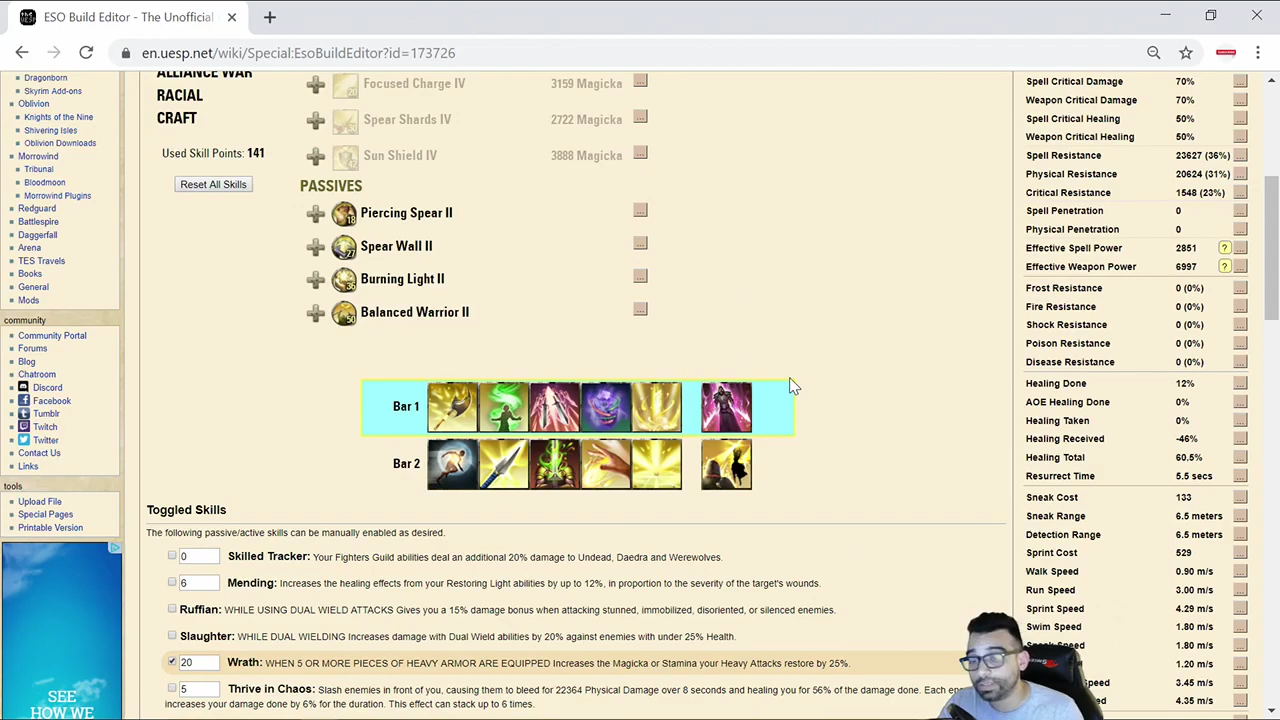 ESO Build Editor - The Unofficial
en.uesp.net/wiki/Special:EsoBuildEditor?id=173726
Dragonborn
Skyrim Add-ons
Oblivion
Knights of the Nine
Shivering Isles
Oblivion Downloads
Morrowind
Tribunal
Bloodmoon
Morrowind Plugins
Redguard
Battlespire
Daggerfall
Arena
TES Travels
Books
General
Mods
community
Community Portal
Forums
Blog
Chatroom
Discord
Facebook
Tumblr
Twitch
Twitter
Contact Us
Links
tools
Upload File
Special Pages
Printable Version
SEE
HOW WE
ALLIANCE WAR
RACIAL
CRAFT
Used Skill Points: 141
Reset All Skills
Focused Charge IV 3159 Magicka ...
Spear Shards IV 2722 Magicka ...
Sun Shield IV 3888 Magicka ...
PASSIVES
Piercing Spear II ...
Spear Wall II ...
Burning Light II ...
Balanced Warrior II ...
Bar 1
Bar 2
Toggled Skills
The following passive/active skills can be manually enabled as desired.
0 Skilled Tracker: Your Fighters Guild abilities deal an additional 20% damage to Undead, Daedra and Werewolves.
6 Mending: Increases the healing effects from your Restoring Light abilities by up to 12%, in proportion to the severity of the target's wounds.
Ruffian: WHILE USING DUAL WIELD ATTACKS Gives you a 15% damage bonus when attacking stunned, immobilized, disoriented, or silenced enemies.
Slaughter: WHILE DUAL WIELDING Increases damage with Dual Wield abilities by 20% against enemies with under 25% Health.
20 Wrath: WHEN 5 OR MORE PIECES OF HEAVY ARMOR ARE EQUIPPED Increases the Magicka or Stamina your Heavy Attacks restore by 25%.
5 Thrive in Chaos: Slash enemies in front of you, causing them to bleed for 22364 Physical Damage over 8 seconds and healing you for 56% of the damage done. Each
increases your damage done by 6% for the duration. This effect can stack up to 6 times
Spell Critical Damage 70% ...
Weapon Critical Damage 70% ...
Spell Critical Healing 50% ...
Weapon Critical Healing 50% ...
Spell Resistance 23627 (36%) ...
Physical Resistance 20624 (31%) ...
Critical Resistance 1548 (23%) ...
Spell Penetration 0 ...
Physical Penetration 0 ...
Effective Spell Power 2851 ? ...
Effective Weapon Power 6997 ? ...
Frost Resistance 0 (0%) ...
Fire Resistance 0 (0%) ...
Shock Resistance 0 (0%) ...
Poison Resistance 0 (0%) ...
Disease Resistance 0 (0%) ...
Healing Done 12% ...
AOE Healing Done 0% ...
Healing Taken 0% ...
Healing Received -46% ...
Healing Total 60.5% ...
Resurrect Time 5.5 secs ...
Sneak Cost 133 ...
Sneak Range 6.5 meters ...
Detection Range 6.5 meters ...
Sprint Cost 529 ...
Walk Speed 0.90 m/s ...
Run Speed 3.00 m/s ...
Sprint Speed 4.29 m/s ...
Swim Speed 1.80 m/s ...
1.80 m/s ...
1.20 m/s ...
Speed 3.45 m/s ...
4.35 m/s ...